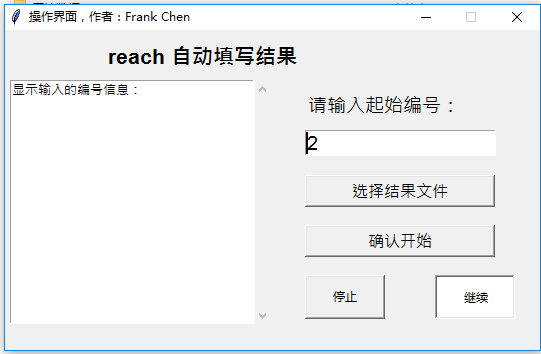 操作界面，作者：Frank Chen
reach 自动填写结果
显示输入的编号信息：
请输入起始编号：
2
选择结果文件
确认开始
停止
继续